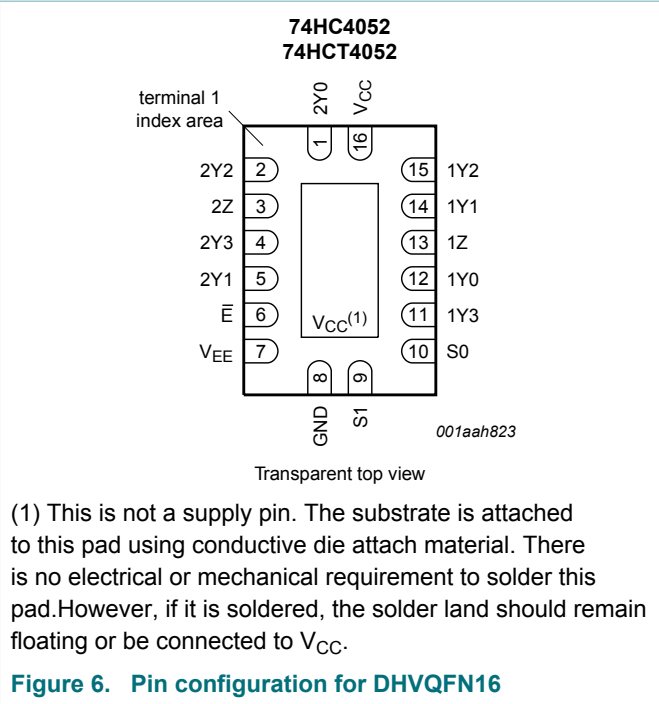 74HC4052
74HCT4052
terminal 1
index area
2Y0
VCC
1
16
2Y2
2
15
1Y2
2Z
3
14
1Y1
2Y3
4
13
1Z
2Y1
5
12
1Y0
E̅
6
11
1Y3
VCC(1)
VEE
7
10
S0
8
9
GND
S1
001aah823
Transparent top view
(1) This is not a supply pin. The substrate is attached
to this pad using conductive die attach material. There
is no electrical or mechanical requirement to solder this
pad.However, if it is soldered, the solder land should remain
floating or be connected to VCC.
Figure 6. Pin configuration for DHVQFN16